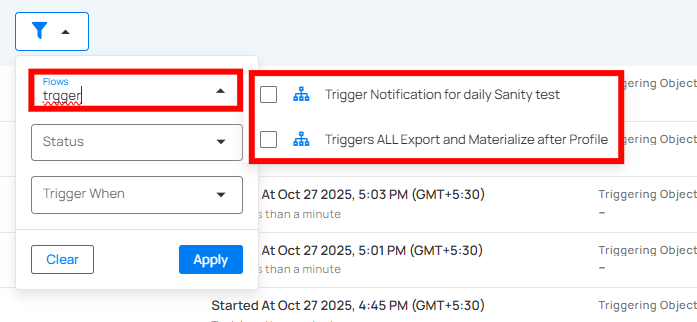 Flows
trgger
Status
Trigger When
Clear
Apply
Trigger Notification for daily Sanity test
Triggers ALL Export and Materialize after Profile
ggering Object
ggering Object
At Oct 27 2025, 5:03 PM (GMT+5:30)
Triggering Object
s than a minute
–
At Oct 27 2025, 5:01 PM (GMT+5:30)
Triggering Object
s than a minute
–
Started At Oct 27 2025, 4:45 PM (GMT+5:30)
Triggering Object